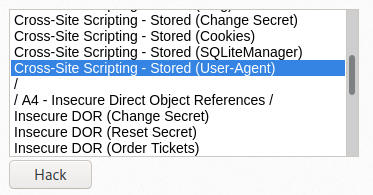 Cross-Site Scripting - Stored (Change Secret)
Cross-Site Scripting - Stored (Cookies)
Cross-Site Scripting - Stored (SQLiteManager)
Cross-Site Scripting - Stored (User-Agent)
/
/ A4 - Insecure Direct Object References /
Insecure DOR (Change Secret)
Insecure DOR (Reset Secret)
Insecure DOR (Order Tickets)
Hack